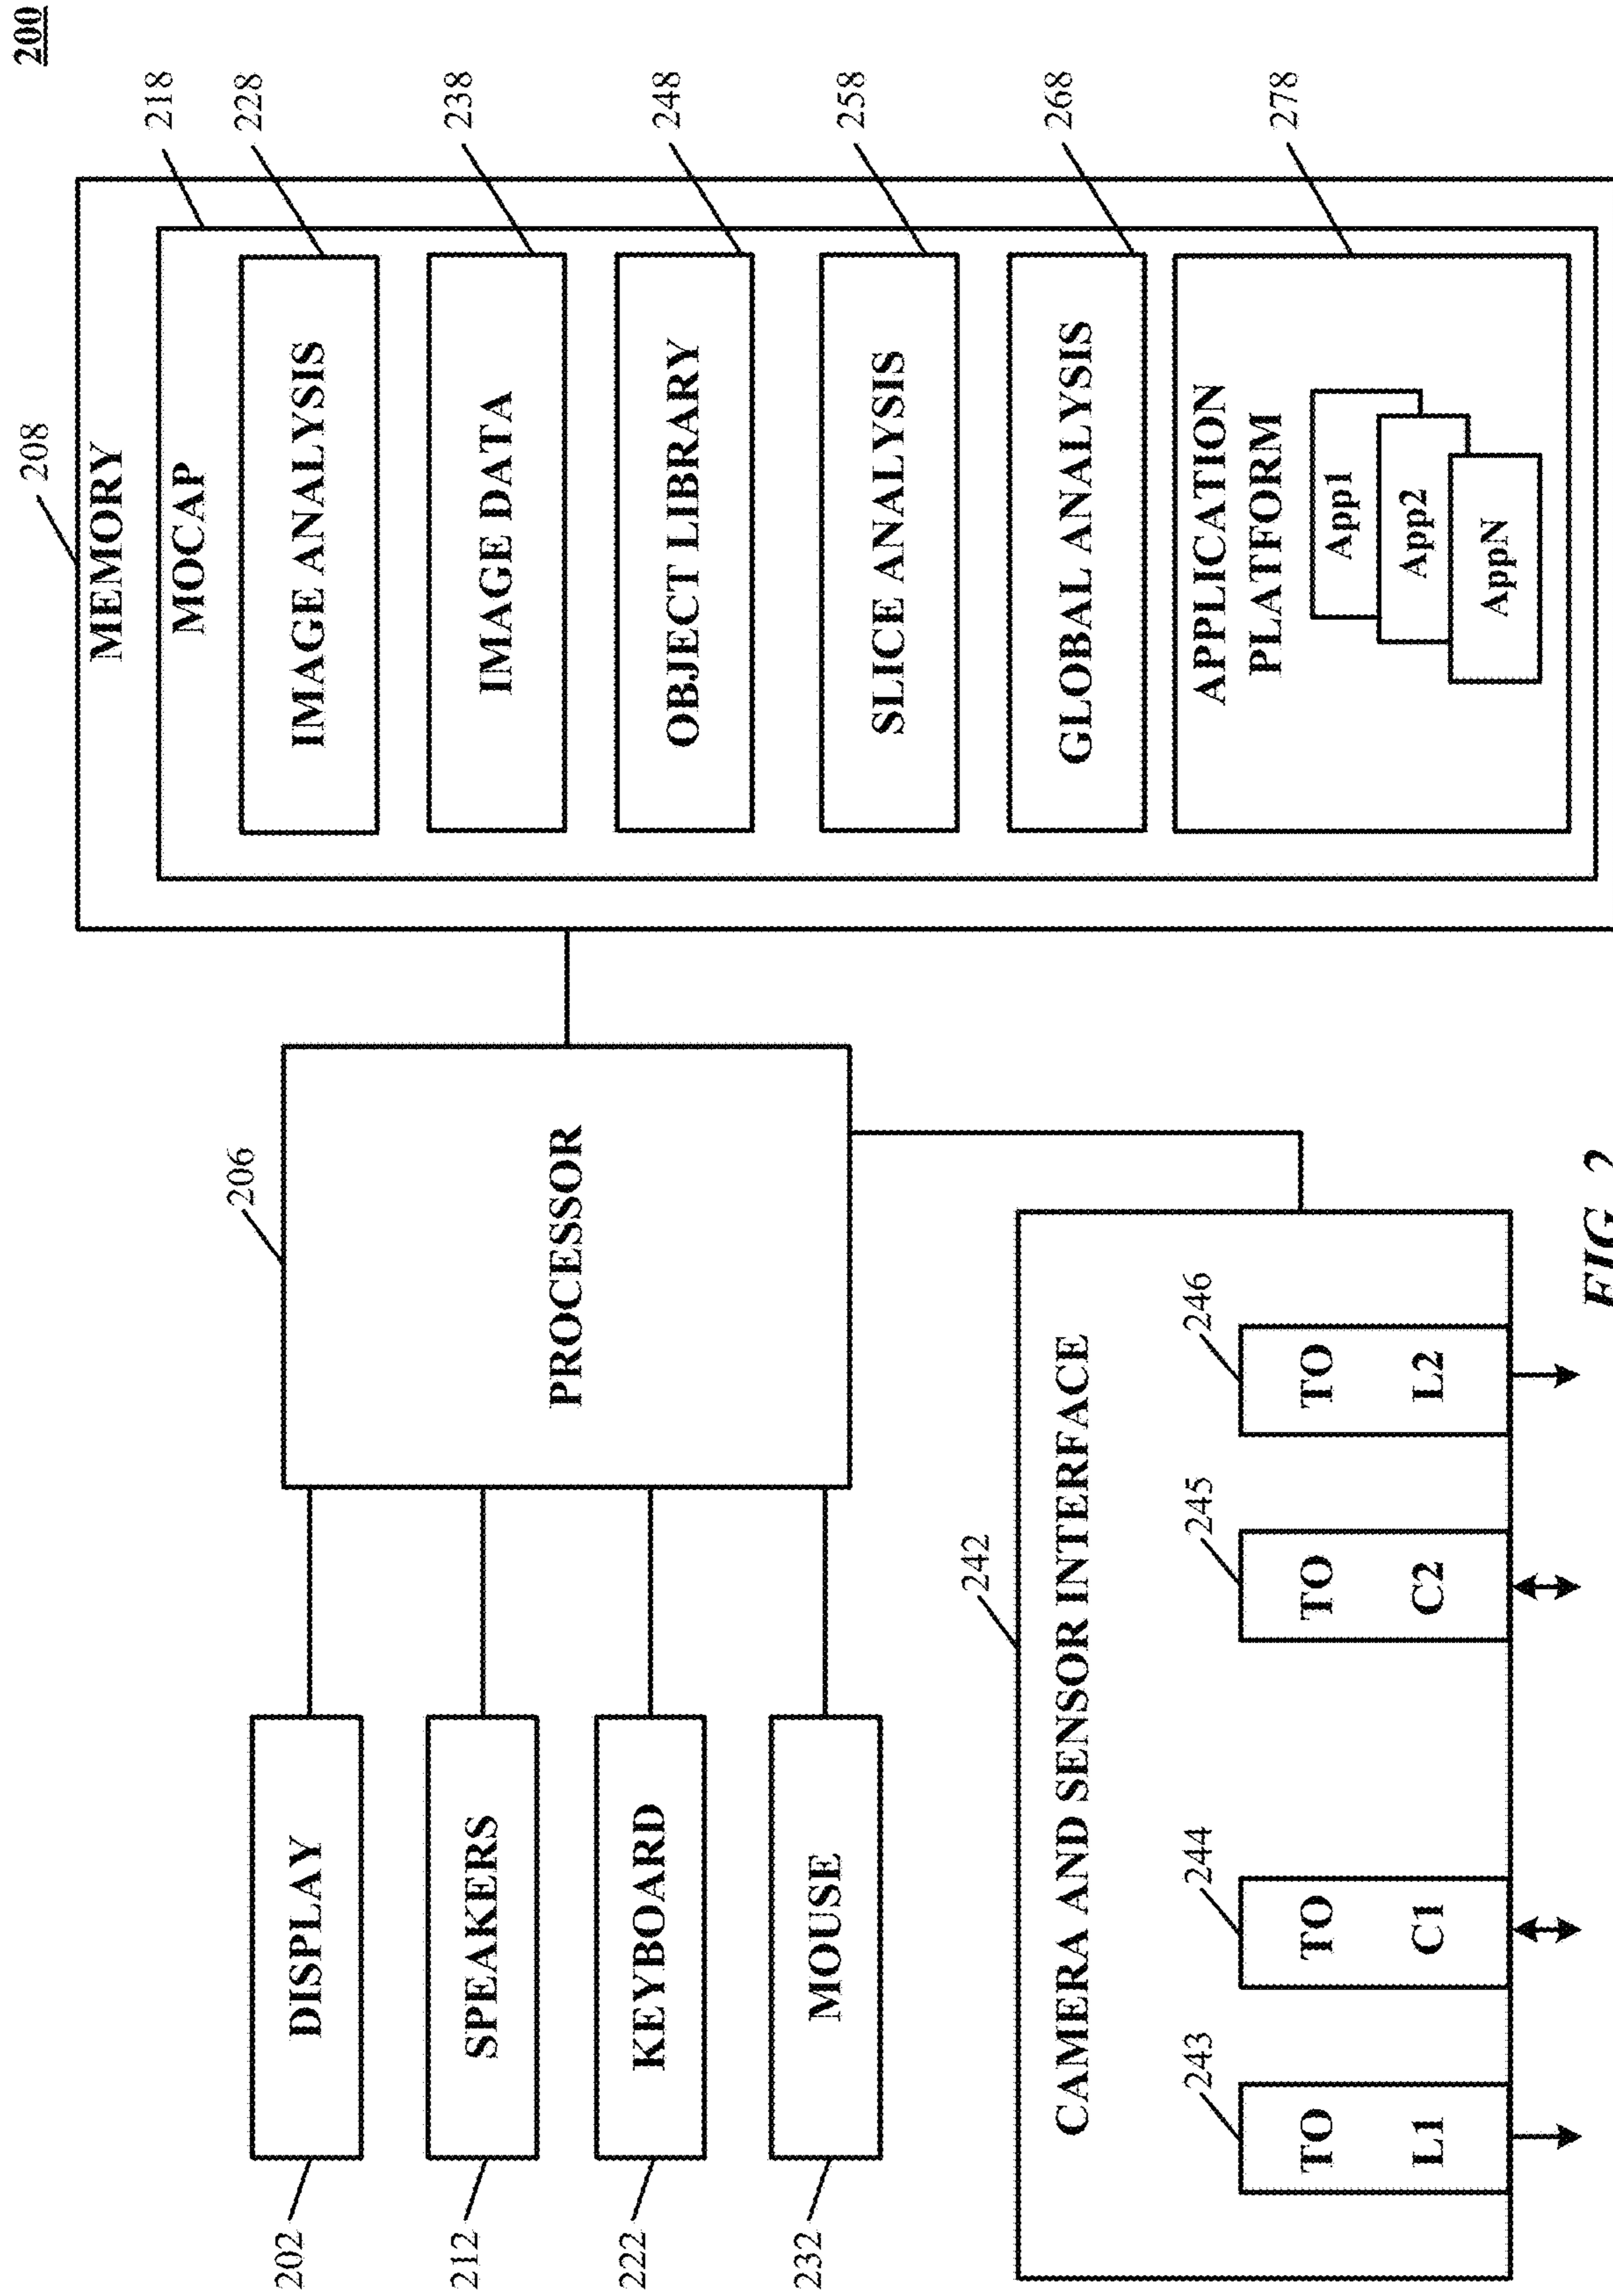 200
208
MEMORY
MOCAP
218
IMAGE ANALYSIS
228
IMAGE DATA
238
OBJECT LIBRARY
248
SLICE ANALYSIS
258
GLOBAL ANALYSIS
268
APPLICATION
PLATFORM
278
App1
App2
AppN
206
PROCESSOR
202
DISPLAY
212
SPEAKERS
222
KEYBOARD
232
MOUSE
242
CAMERA AND SENSOR INTERFACE
243
TO
L1
244
TO
C1
245
TO
C2
246
TO
L2
FIG. 2